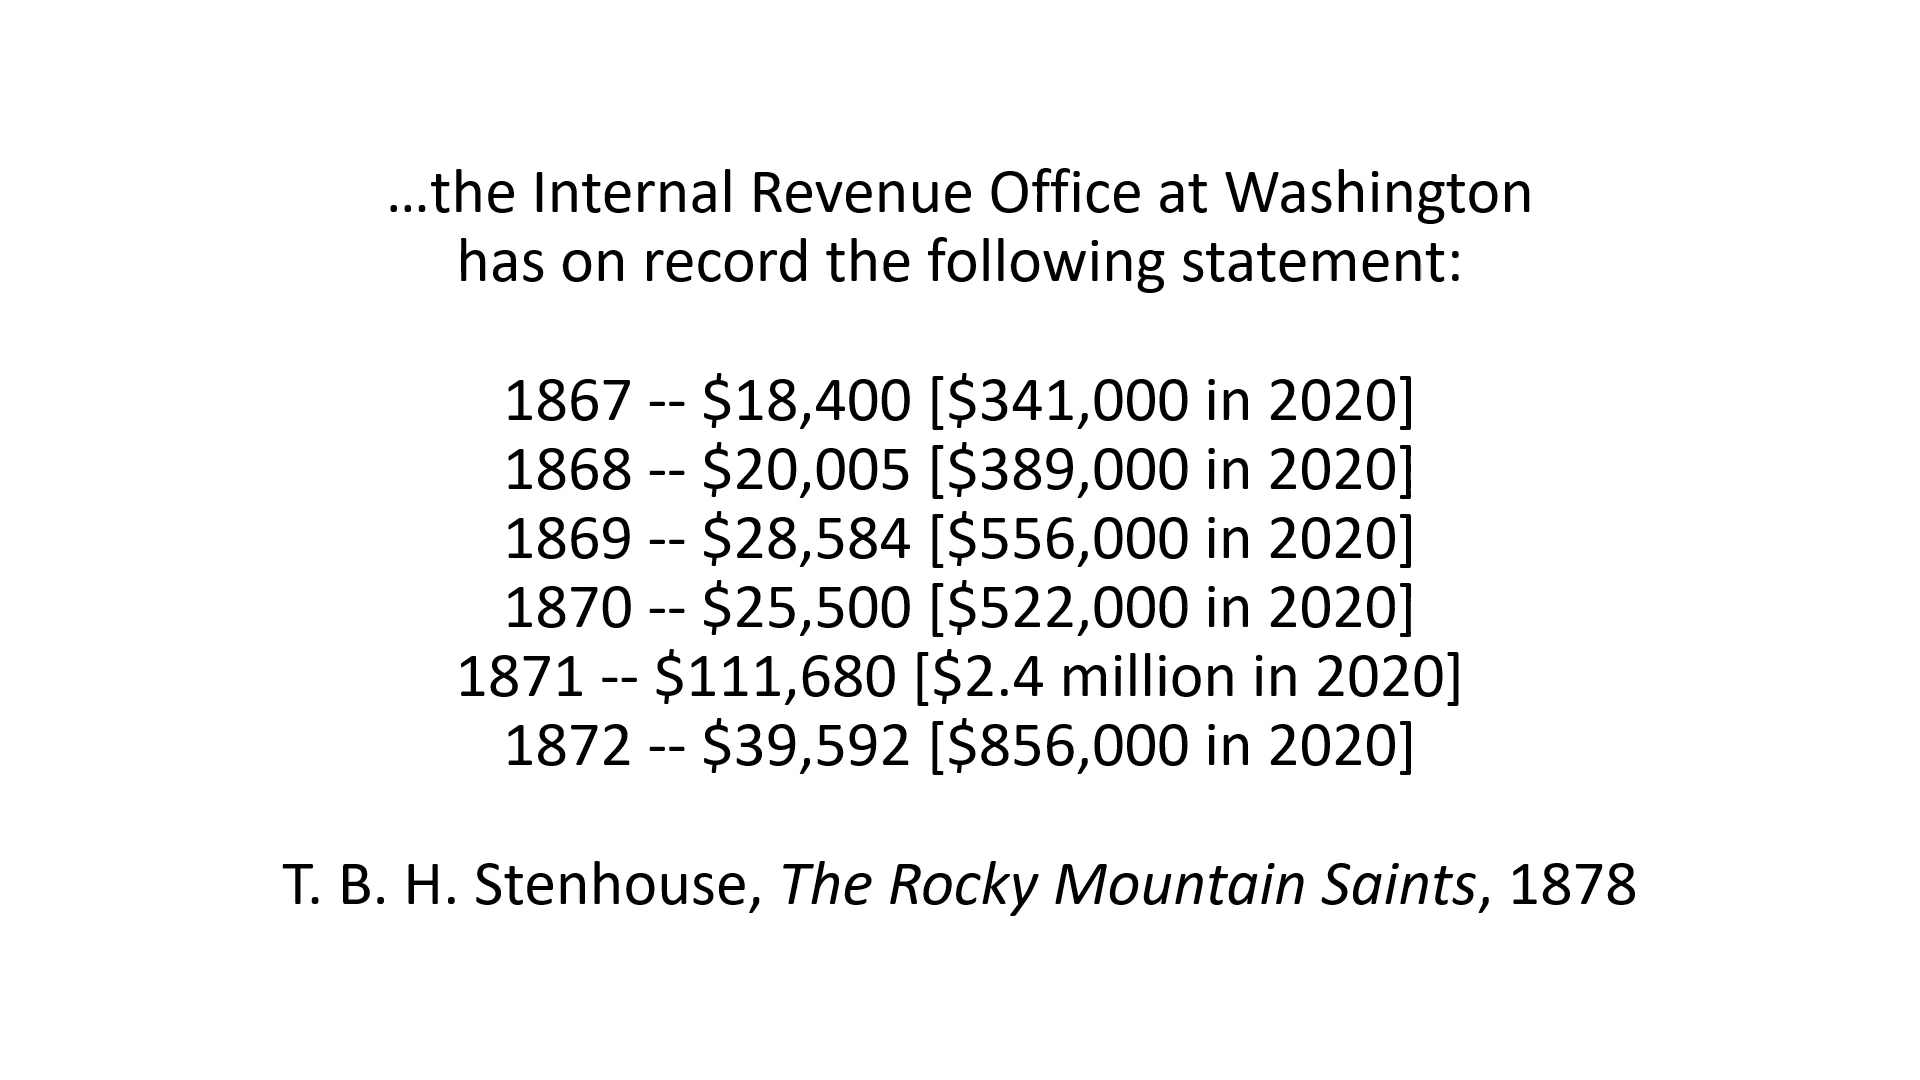 ...the Internal Revenue Office at Washington
has on record the following statement:
1867 -- $18,400 [$341,000 in 2020]
1868 -- $20,005 [$389,000 in 2020]
1869 -- $28,584 [$556,000 in 2020]
1870 -- $25,500 [$522,000 in 2020]
1871 -- $111,680 [$2.4 million in 2020]
1872 -- $39,592 [$856,000 in 2020]
T. B. H. Stenhouse, The Rocky Mountain Saints, 1878